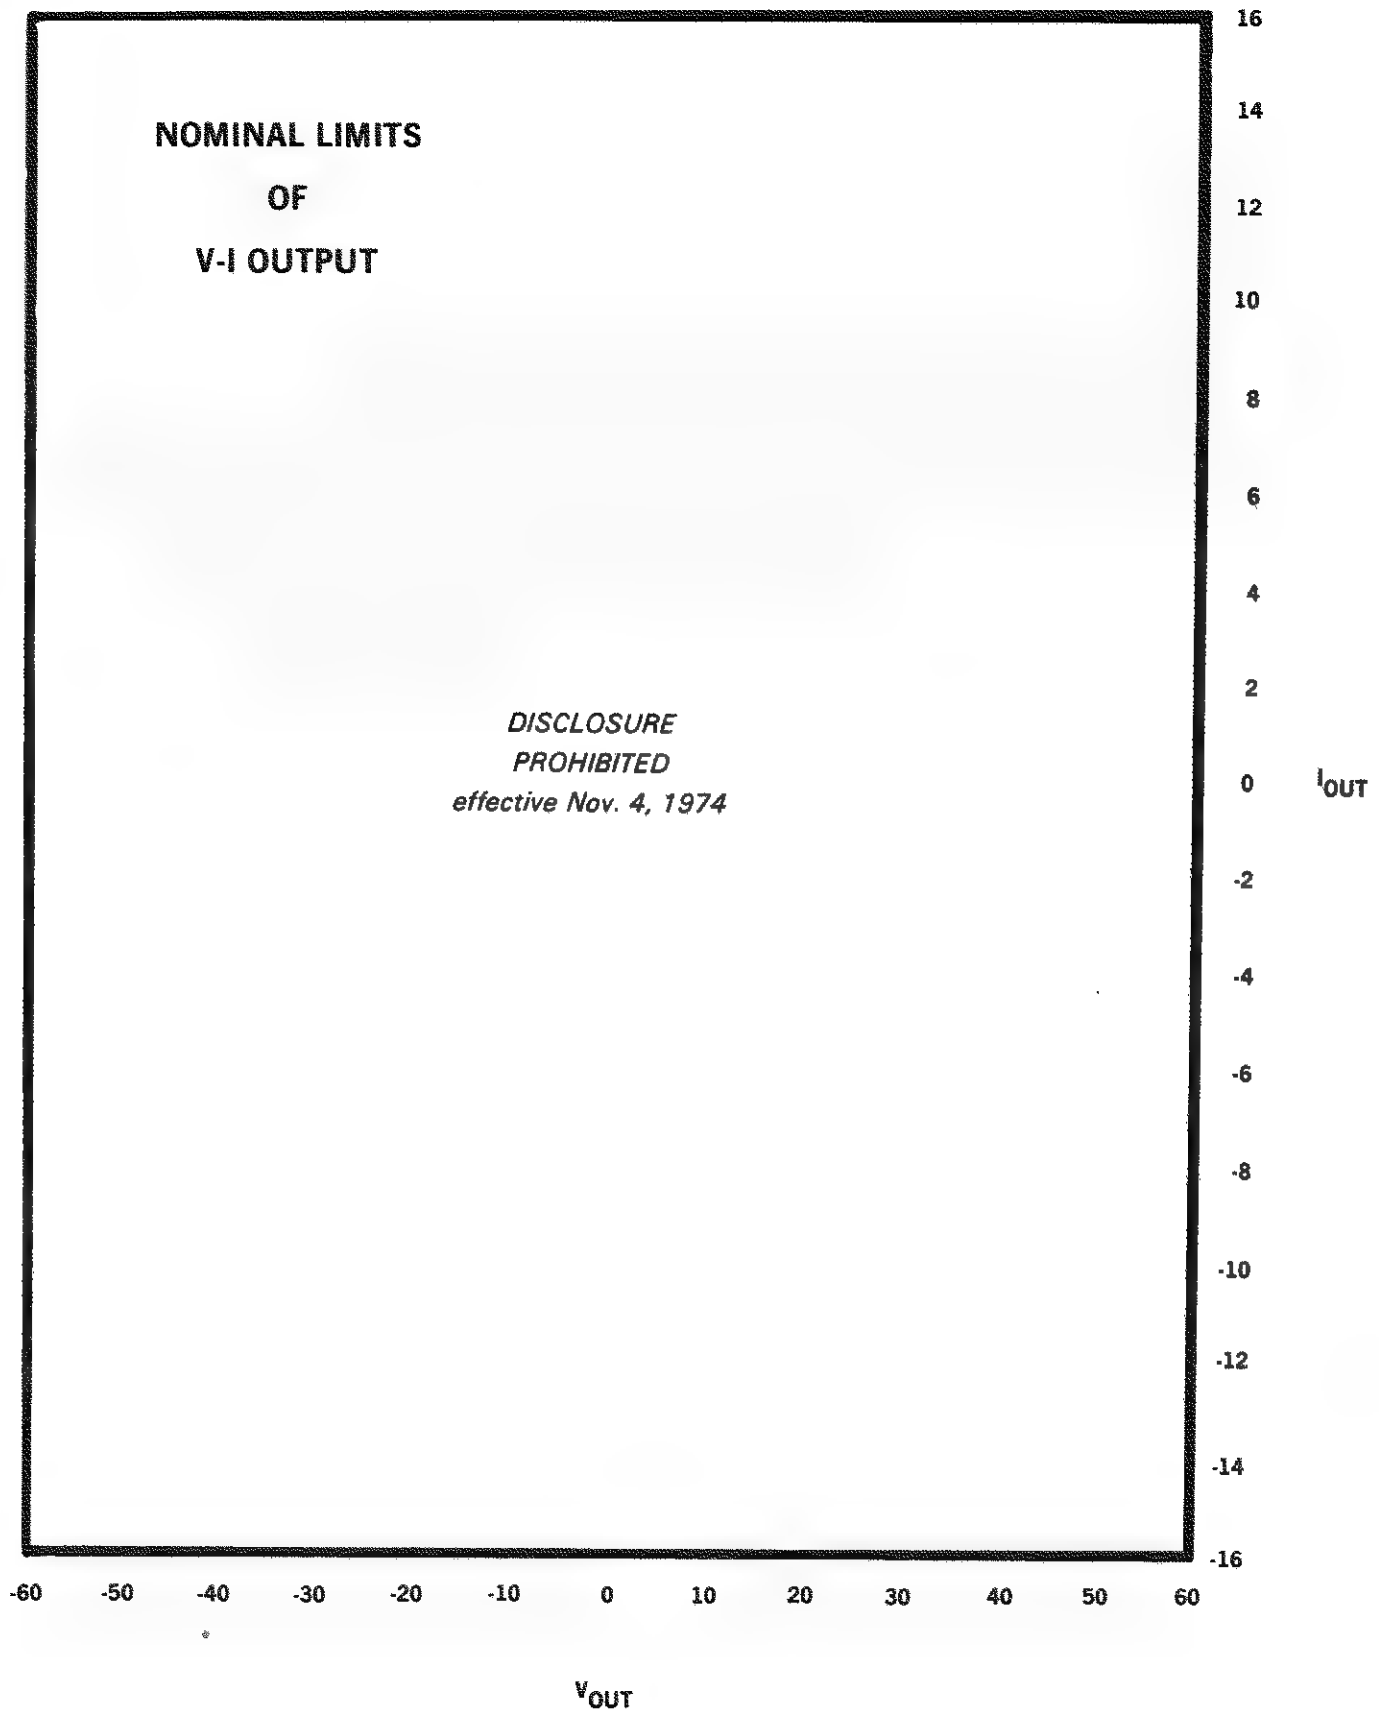 NOMINAL LIMITS
OF
V-I OUTPUT
DISCLOSURE
PROHIBITED
effective Nov. 4, 1974
16
14
12
10
8
6
4
2
0
IOUT
-2
-4
-6
-8
-10
-12
-14
-16
-60 -50 -40 -30 -20 -10 0 10 20 30 40 50 60
VOUT